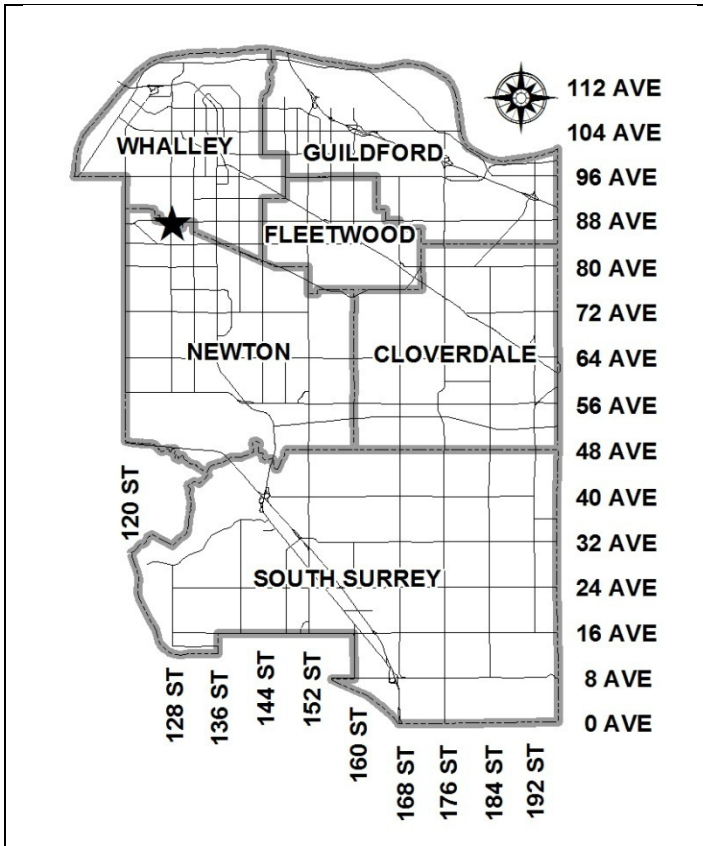 112 AVE
104 AVE
WHALLEY
GUILDFORD
96 AVE
88 AVE
FLEETWOOD
80 AVE
72 AVE
NEWTON
CLOVERDALE
64 AVE
56 AVE
48 AVE
120 ST
40 AVE
32 AVE
SOUTH SURREY
24 AVE
16 AVE
128 ST
136 ST
144 ST
152 ST
8 AVE
160 ST
0 AVE
168 ST
176 ST
184 ST
192 ST